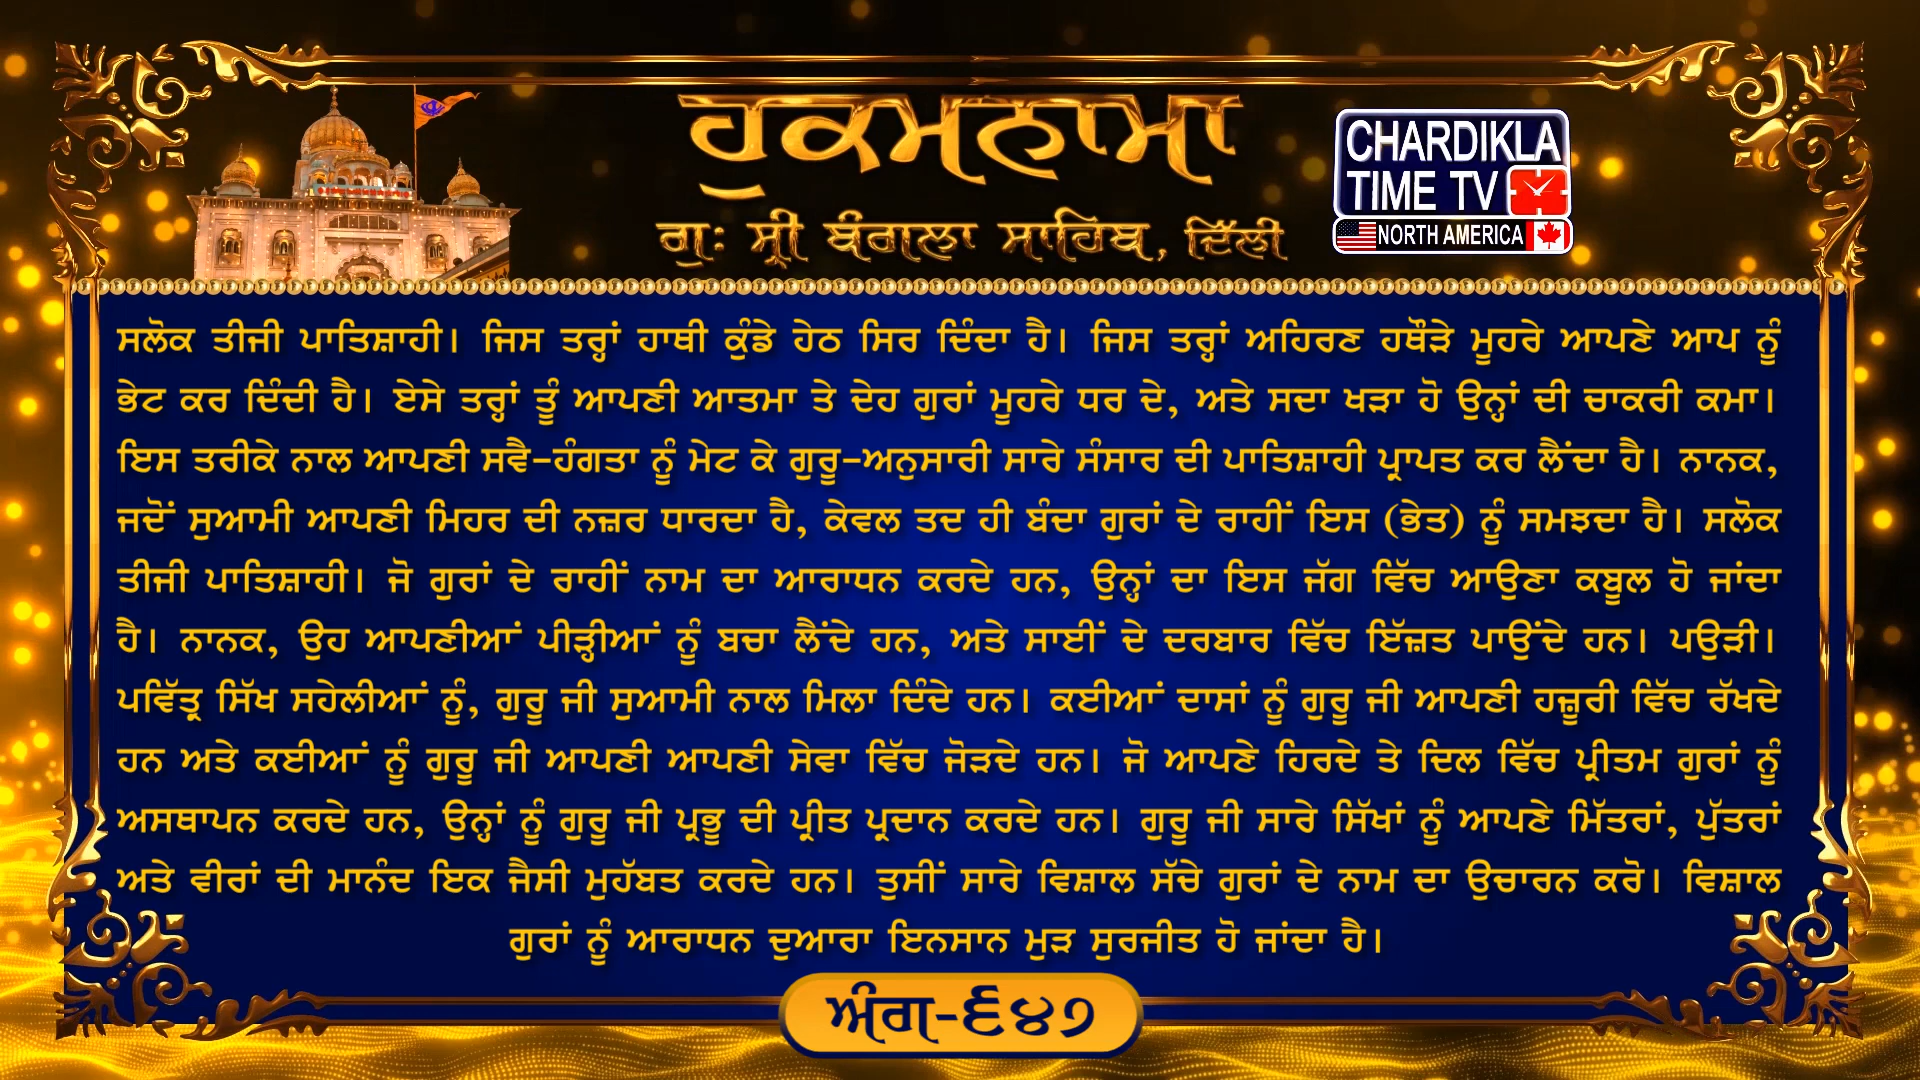 ਹੁਕਮਨਾਮਾ
ਗੁਃ ਸ੍ਰੀ ਬੰਗਲਾ ਸਾਹਿਬ, ਦਿੱਲੀ
CHARDIKLA
TIME TV
NORTH AMERICA
ਸਲੋਕ ਤੀਜੀ ਪਾਤਿਸ਼ਾਹੀ। ਜਿਸ ਤਰ੍ਹਾਂ ਹਾਥੀ ਕੁੰਡੇ ਹੇਠ ਸਿਰ ਦਿੰਦਾ ਹੈ। ਜਿਸ ਤਰ੍ਹਾਂ ਅਹਿਰਣ ਹਥੌੜੇ ਮੂਹਰੇ ਆਪਣੇ ਆਪ ਨੂੰ
ਭੇਟ ਕਰ ਦਿੰਦੀ ਹੈ। ਏਸੇ ਤਰ੍ਹਾਂ ਤੂੰ ਆਪਣੀ ਆਤਮਾ ਤੇ ਦੇਹ ਗੁਰਾਂ ਮੂਹਰੇ ਧਰ ਦੇ, ਅਤੇ ਸਦਾ ਖੜਾ ਹੋ ਉਨ੍ਹਾਂ ਦੀ ਚਾਕਰੀ ਕਮਾ।
ਇਸ ਤਰੀਕੇ ਨਾਲ ਆਪਣੀ ਸਵੈ-ਹੰਗਤਾ ਨੂੰ ਮੇਟ ਕੇ ਗੁਰੂ-ਅਨੁਸਾਰੀ ਸਾਰੇ ਸੰਸਾਰ ਦੀ ਪਾਤਿਸ਼ਾਹੀ ਪ੍ਰਾਪਤ ਕਰ ਲੈਂਦਾ ਹੈ। ਨਾਨਕ,
ਜਦੋਂ ਸੁਆਮੀ ਆਪਣੀ ਮਿਹਰ ਦੀ ਨਜ਼ਰ ਧਾਰਦਾ ਹੈ, ਕੇਵਲ ਤਦ ਹੀ ਬੰਦਾ ਗੁਰਾਂ ਦੇ ਰਾਹੀਂ ਇਸ (ਭੇਤ) ਨੂੰ ਸਮਝਦਾ ਹੈ। ਸਲੋਕ
ਤੀਜੀ ਪਾਤਿਸ਼ਾਹੀ। ਜੋ ਗੁਰਾਂ ਦੇ ਰਾਹੀਂ ਨਾਮ ਦਾ ਆਰਾਧਨ ਕਰਦੇ ਹਨ, ਉਨ੍ਹਾਂ ਦਾ ਇਸ ਜੱਗ ਵਿੱਚ ਆਉਣਾ ਕਬੂਲ ਹੋ ਜਾਂਦਾ
ਹੈ। ਨਾਨਕ, ਉਹ ਆਪਣੀਆਂ ਪੀੜ੍ਹੀਆਂ ਨੂੰ ਬਚਾ ਲੈਂਦੇ ਹਨ, ਅਤੇ ਸਾਈਂ ਦੇ ਦਰਬਾਰ ਵਿੱਚ ਇੱਜ਼ਤ ਪਾਉਂਦੇ ਹਨ। ਪਉੜੀ।
ਪਵਿੱਤ੍ਰ ਸਿੱਖ ਸਹੇਲੀਆਂ ਨੂੰ, ਗੁਰੂ ਜੀ ਸੁਆਮੀ ਨਾਲ ਮਿਲਾ ਦਿੰਦੇ ਹਨ। ਕਈਆਂ ਦਾਸਾਂ ਨੂੰ ਗੁਰੂ ਜੀ ਆਪਣੀ ਹਜ਼ੂਰੀ ਵਿੱਚ ਰੱਖਦੇ
ਹਨ ਅਤੇ ਕਈਆਂ ਨੂੰ ਗੁਰੂ ਜੀ ਆਪਣੀ ਆਪਣੀ ਸੇਵਾ ਵਿੱਚ ਜੋੜਦੇ ਹਨ। ਜੋ ਆਪਣੇ ਹਿਰਦੇ ਤੇ ਦਿਲ ਵਿੱਚ ਪ੍ਰੀਤਮ ਗੁਰਾਂ ਨੂੰ
ਅਸਥਾਪਨ ਕਰਦੇ ਹਨ, ਉਨ੍ਹਾਂ ਨੂੰ ਗੁਰੂ ਜੀ ਪ੍ਰਭੂ ਦੀ ਪ੍ਰੀਤ ਪ੍ਰਦਾਨ ਕਰਦੇ ਹਨ। ਗੁਰੂ ਜੀ ਸਾਰੇ ਸਿੱਖਾਂ ਨੂੰ ਆਪਣੇ ਮਿੱਤਰਾਂ, ਪੁੱਤਰਾਂ
ਅਤੇ ਵੀਰਾਂ ਦੀ ਮਾਨੰਦ ਇਕ ਜੈਸੀ ਮੁਹੱਬਤ ਕਰਦੇ ਹਨ। ਤੁਸੀਂ ਸਾਰੇ ਵਿਸ਼ਾਲ ਸੱਚੇ ਗੁਰਾਂ ਦੇ ਨਾਮ ਦਾ ਉਚਾਰਨ ਕਰੋ। ਵਿਸ਼ਾਲ
ਗੁਰਾਂ ਨੂੰ ਆਰਾਧਨ ਦੁਆਰਾ ਇਨਸਾਨ ਮੁੜ ਸੁਰਜੀਤ ਹੋ ਜਾਂਦਾ ਹੈ।
ਅੰਗ-੬੪੭